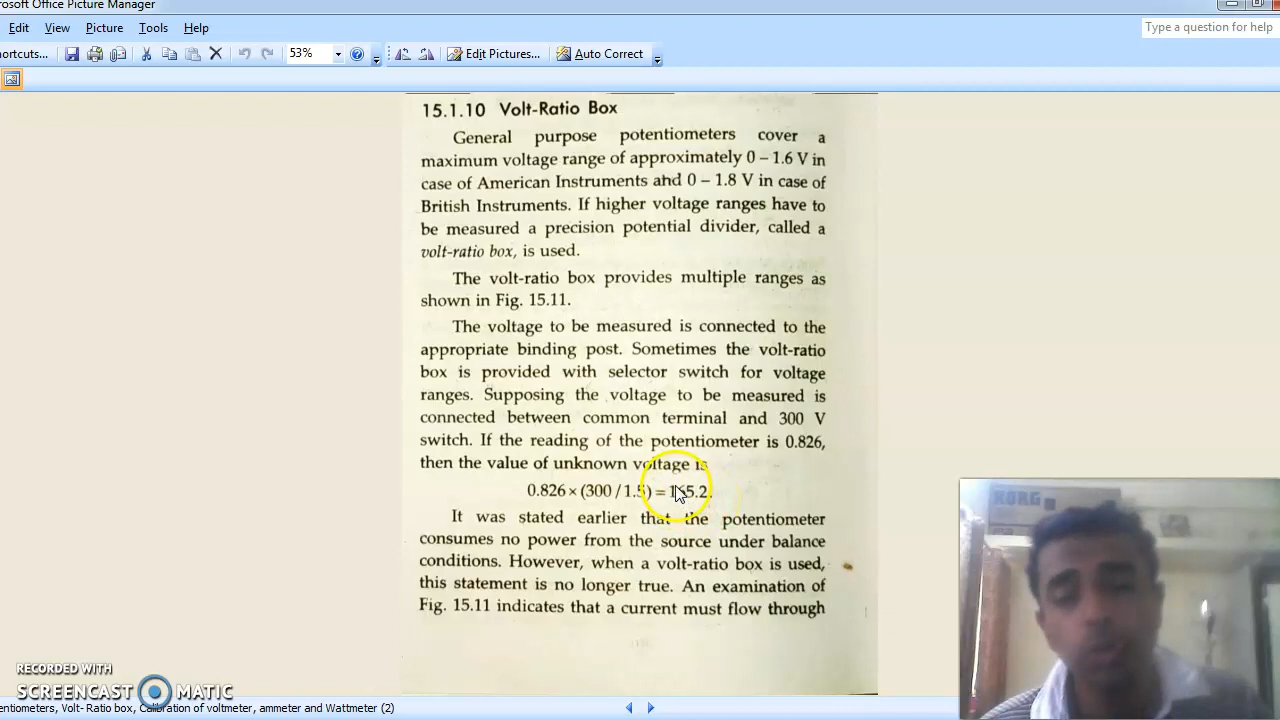 rosoft Office Picture Manager
Edit View Picture Tools Help
Type a question for help
ortcuts... 53% Edit Pictures... Auto Correct
15.1.10 Volt-Ratio Box
General purpose potentiometers cover a
maximum voltage range of approximately 0 – 1.6 V in
case of American Instruments and 0 – 1.8 V in case of
British Instruments. If higher voltage ranges have to
be measured a precision potential divider, called a
volt-ratio box, is used.
The volt-ratio box provides multiple ranges as
shown in Fig. 15.11.
The voltage to be measured is connected to the
appropriate binding post. Sometimes the volt-ratio
box is provided with selector switch for voltage
ranges. Supposing the voltage to be measured is
connected between common terminal and 300 V
switch. If the reading of the potentiometer is 0.826,
then the value of unknown voltage is
0.826 × (300 / 1.5) = 165.2.
It was stated earlier that the potentiometer
consumes no power from the source under balance
conditions. However, when a volt-ratio box is used,
this statement is no longer true. An examination of
Fig. 15.11 indicates that a current must flow through
KORG
RECORDED WITH
SCREENCAST MATIC
tentiometers, Volt- Ratio box, Calibration of voltmeter, ammeter and Wattmeter (2)